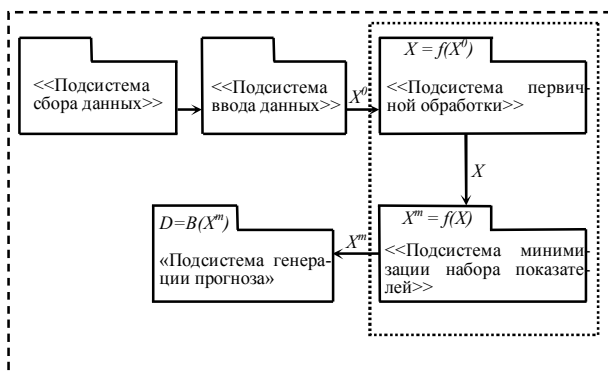 X = f(X⁰)
<<Подсистема
сбора данных>>
<<Подсистема
ввода данных>>
X⁰
<<Подсистема первич-
ной обработки>>
X
D=B(Xᵐ)
«Подсистема генера-
ции прогноза»
Xᵐ
Xᵐ = f(X)
<<Подсистема миними-
зации набора показате-
лей>>